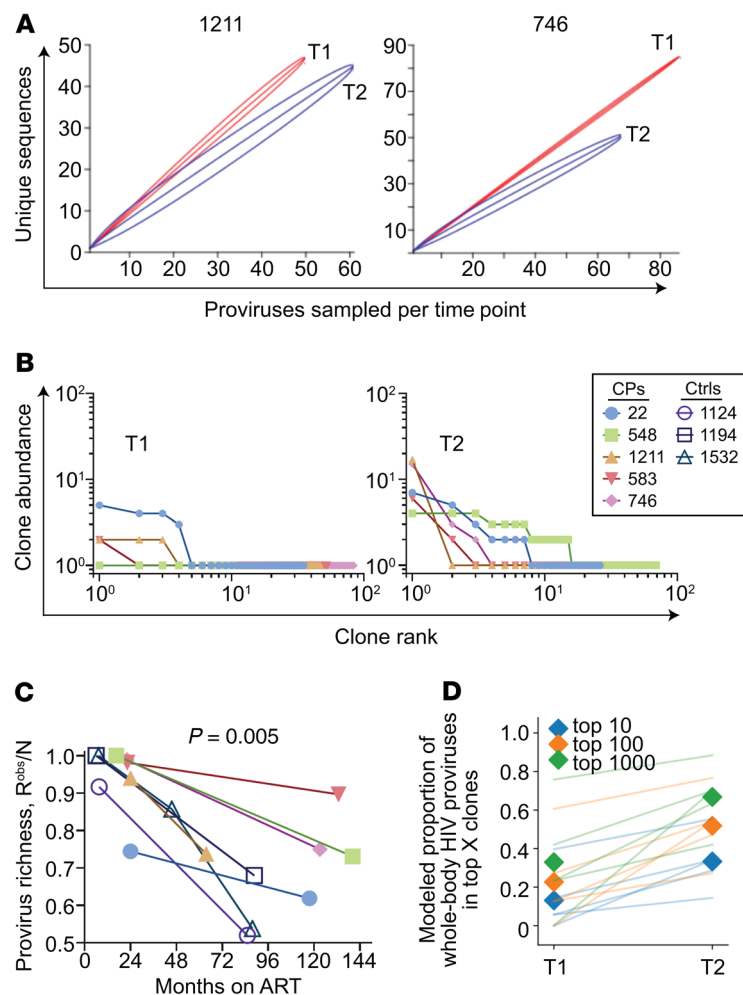 A
1211
746
Unique sequences
50
40
30
20
10
0
T1
T2
10 20 30 40 50 60
90
70
50
30
10
T1
T2
20 40 60 80
Proviruses sampled per time point
B
Clone abundance
10²
10¹
10⁰
T1
10⁰ 10¹ 10²
10²
10¹
10⁰
T2
10⁰ 10¹ 10²
Clone rank
CPs Ctrls
22 1124
548 1194
1211 1532
583
746
C
P = 0.005
Provirus richness, Rᵒᵇˢ/N
1.0
0.9
0.8
0.7
0.6
0.5
0 24 48 72 96 120 144
Months on ART
D
Modeled proportion of
whole-body HIV proviruses
in top X clones
1.0
0.8
0.6
0.4
0.2
0
top 10
top 100
top 1000
T1 T2